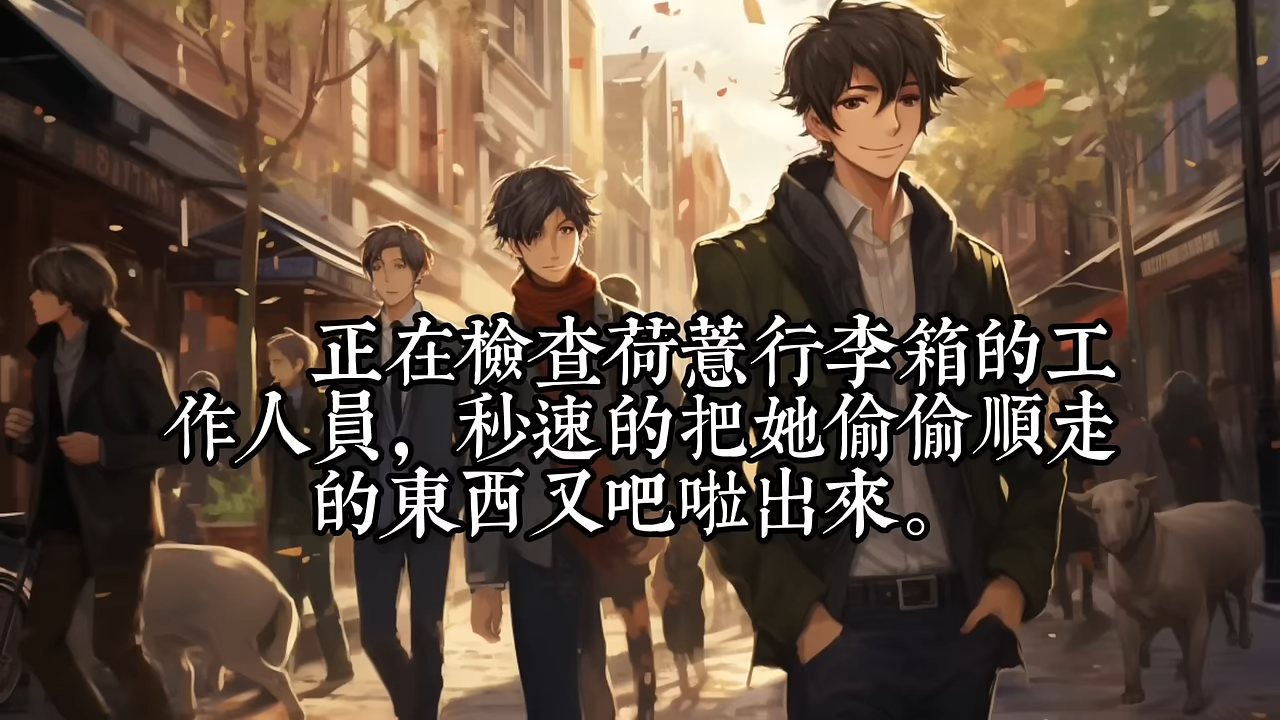 正在檢查荷薏行李箱的工
作人員，秒速的把她偷偷順走
的東西又吧啦出來。